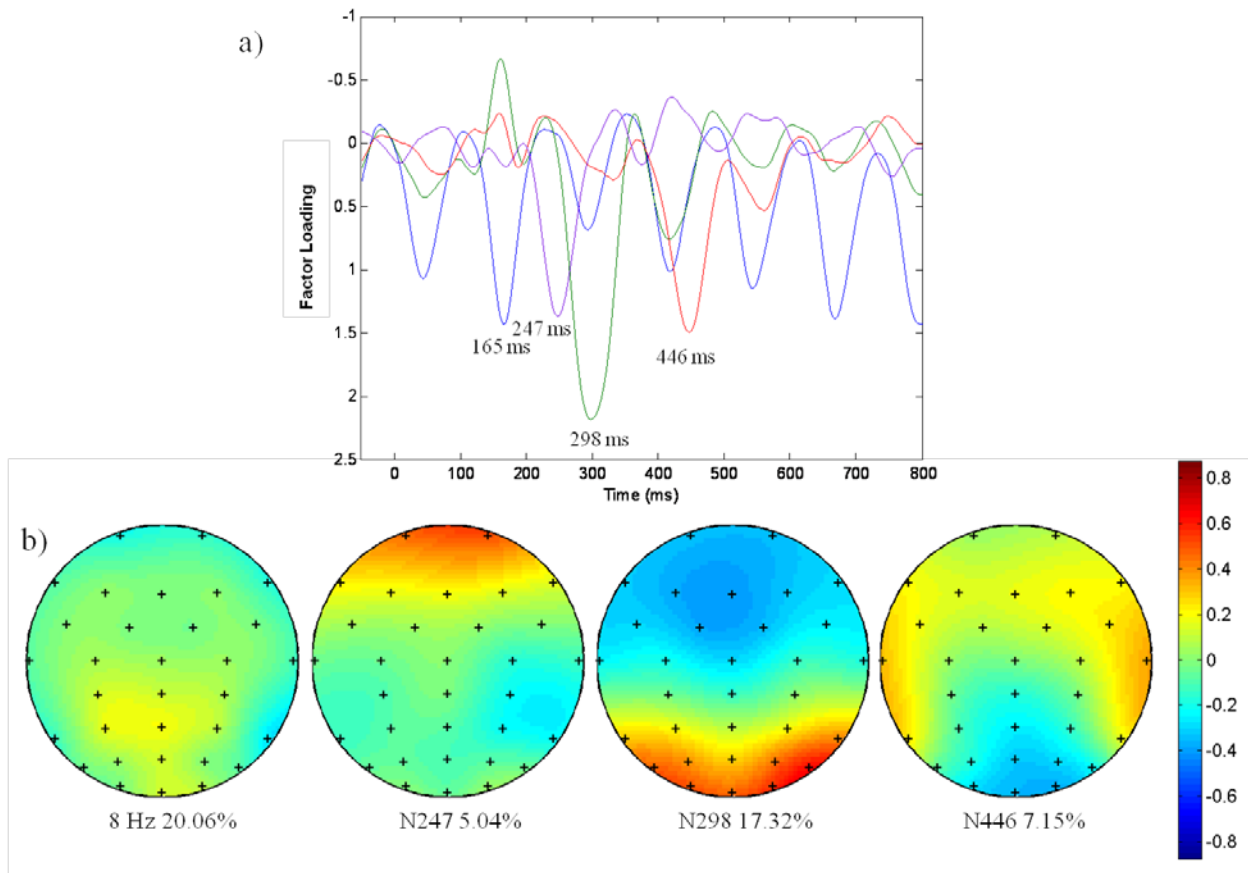 a)
-1
-0.5
0
0.5
1
1.5
2
2.5
Factor Loading
165 ms
247 ms
298 ms
446 ms
0 100 200 300 400 500 600 700 800
Time (ms)
b)
8 Hz 20.06%
N247 5.04%
N298 17.32%
N446 7.15%
0.8
0.6
0.4
0.2
0
-0.2
-0.4
-0.6
-0.8